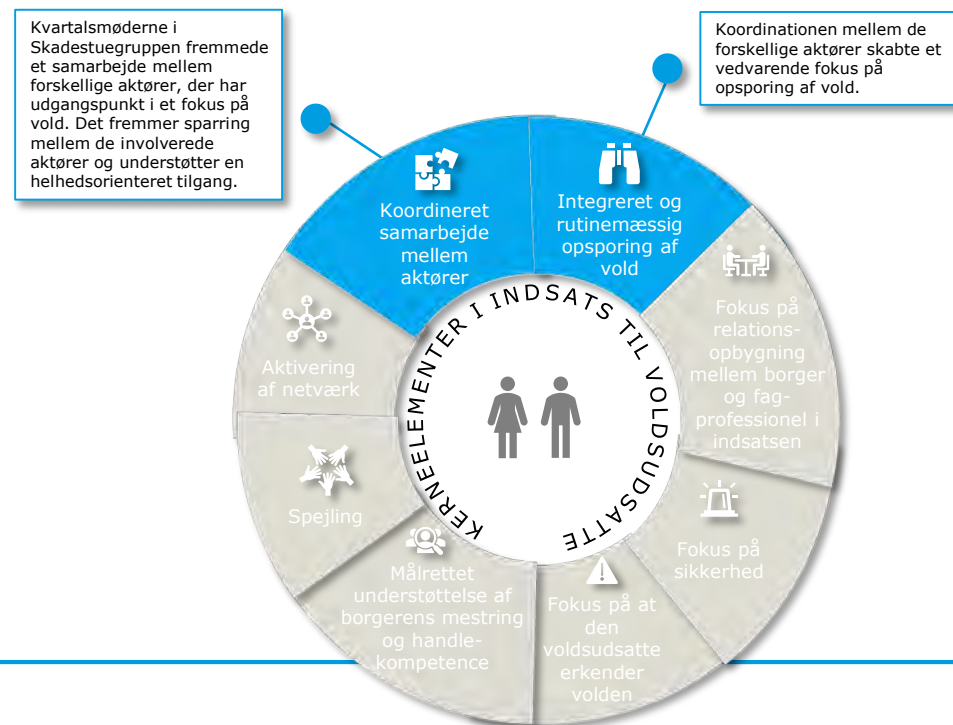 Kvartalsmøderne i
Skadestuegruppen fremmede
et samarbejde mellem
forskellige aktører, der har
udgangspunkt i et fokus på
vold. Det fremmer sparring
mellem de involverede
aktører og understøtter en
helhedsorienteret tilgang.
Koordinationen mellem de
forskellige aktører skabte et
vedvarende fokus på
opsporing af vold.
Koordineret
samarbejde
mellem
aktører
Integreret og
rutinemæssig
opsporing af
vold
Fokus på
relations-
opbygning
mellem borger
og fag-
professionel i
indsatsen
Fokus på
sikkerhed
Fokus på at
den
voldsudsatte
erkender
volden
Målrettet
understøttelse af
borgerens mestring
og handle-
kompetence
Spejling
Aktivering
af netværk
KERNEELEMENTER I INDSATS TIL VOLDSUDSATTE